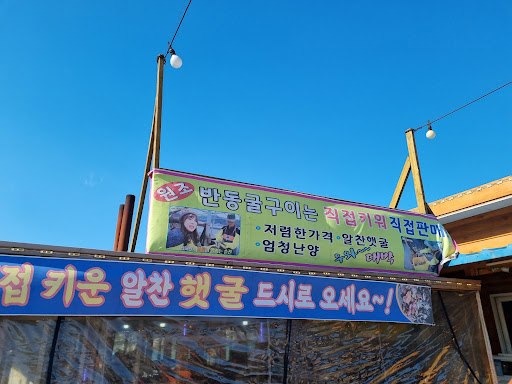 원조 반동굴구이는 직접키워 직접판매
·저렴한가격 ·알찬햇굴
·엄청난양
접 키운 알찬 햇굴 드시로 오세요~!